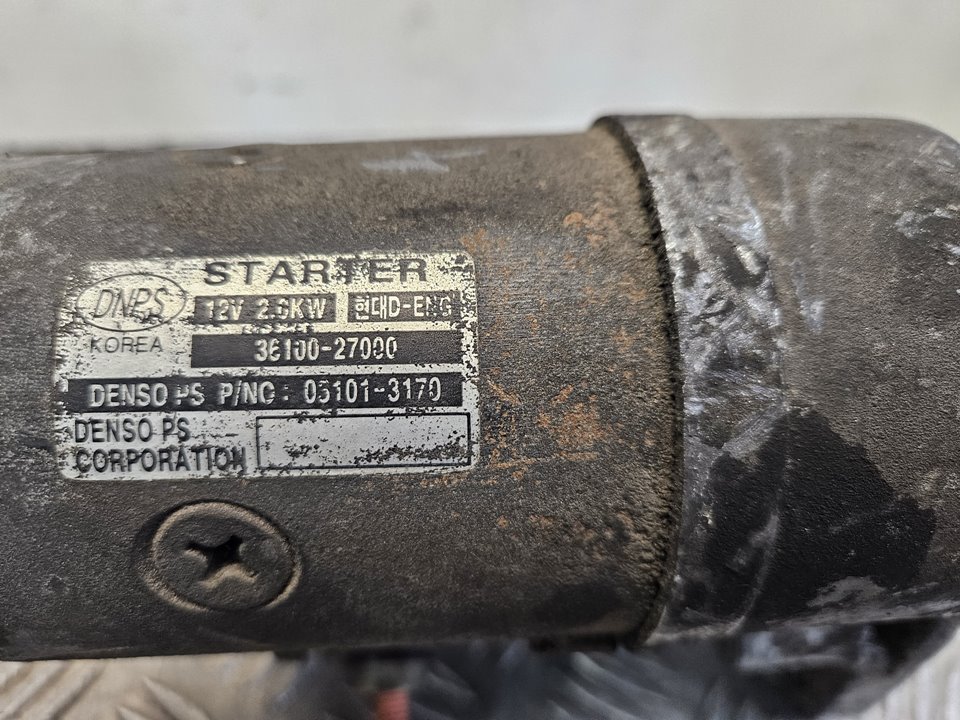 STARTER
DNPS 12V 2.0KW 현대D-ENG
KOREA 36100-27000
DENSO PS P/NO: 05101-3170
DENSO PS
CORPORATION